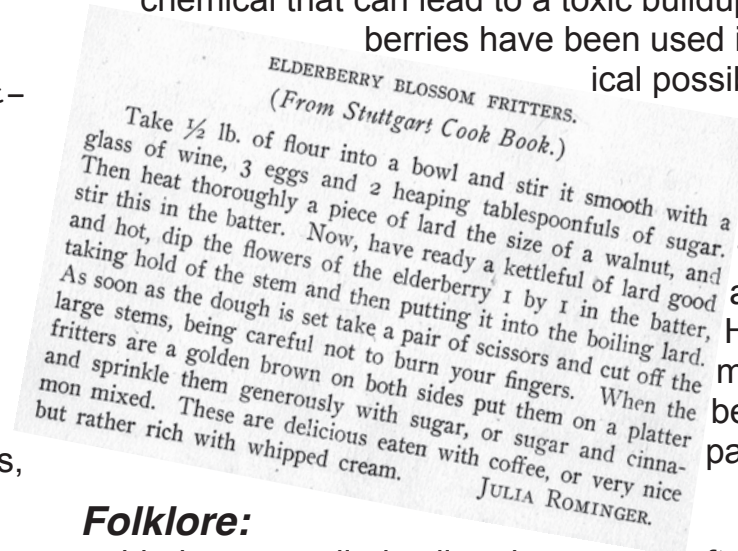 chemical that can lead to a toxic buildup
berries have been used i
ical possil
ELDERBERRY BLOSSOM FRITTERS.
(From Stuttgart Cook Book.)
Take ½ lb. of flour into a bowl and stir it smooth with a
glass of wine, 3 eggs and 2 heaping tablespoonfuls of sugar.
Then heat thoroughly a piece of lard the size of a walnut, and
stir this in the batter. Now, have ready a kettleful of lard good
and hot, dip the flowers of the elderberry 1 by 1 in the batter,
taking hold of the stem and then putting it into the boiling lard.
As soon as the dough is set take a pair of scissors and cut off the
large stems, being careful not to burn your fingers. When the
fritters are a golden brown on both sides put them on a platter
and sprinkle them generously with sugar, or sugar and cinna-
mon mixed. These are delicious eaten with coffee, or very nice
but rather rich with whipped cream.
JULIA ROMINGER.
a
H
m
be
pa
s,
Folklore: